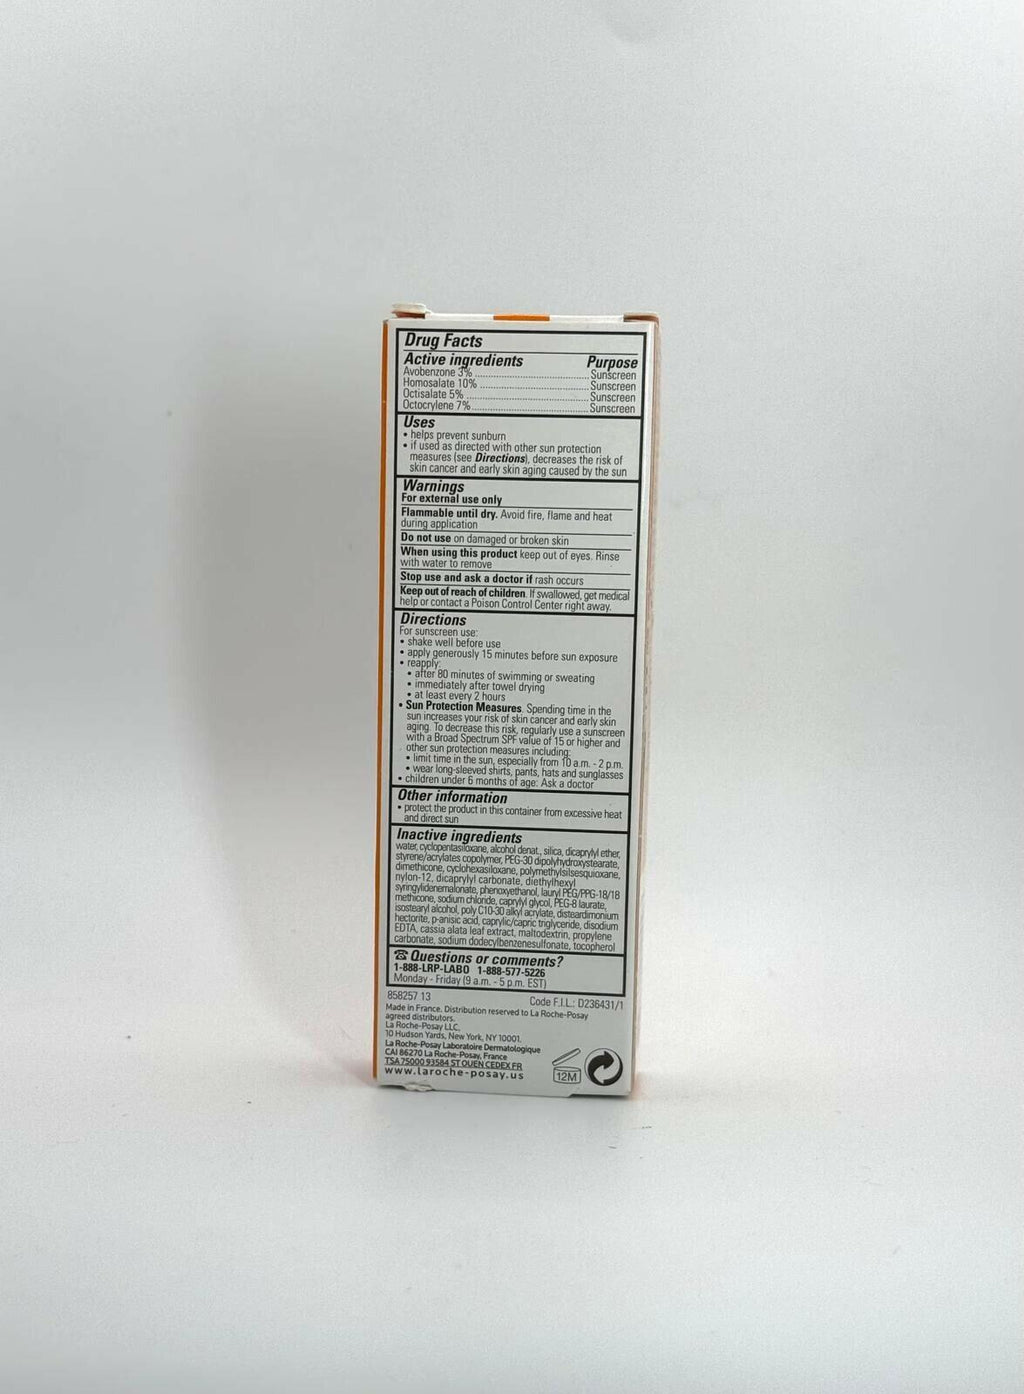 Drug Facts
Active ingredients Purpose
Avobenzone 3% ........ Sunscreen
Homosalate 10% ........ Sunscreen
Octisalate 5% ........ Sunscreen
Octocrylene 7% ........ Sunscreen
Uses
• helps prevent sunburn
• if used as directed with other sun protection
measures (see Directions), decreases the risk of
skin cancer and early skin aging caused by the sun
Warnings
For external use only
Flammable until dry. Avoid fire, flame and heat
during application
Do not use on damaged or broken skin
When using this product keep out of eyes. Rinse
with water to remove
Stop use and ask a doctor if rash occurs
Keep out of reach of children. If swallowed, get medical
help or contact a Poison Control Center right away.
Directions
For sunscreen use:
• shake well before use
• apply generously 15 minutes before sun exposure
• reapply:
• after 80 minutes of swimming or sweating
• immediately after towel drying
• at least every 2 hours
• Sun Protection Measures. Spending time in the
sun increases your risk of skin cancer and early skin
aging. To decrease this risk, regularly use a sunscreen
with a Broad Spectrum SPF value of 15 or higher and
other sun protection measures including:
• limit time in the sun, especially from 10 a.m. - 2 p.m.
• wear long-sleeved shirts, pants, hats and sunglasses
• children under 6 months of age: Ask a doctor
Other information
• protect the product in this container from excessive heat
and direct sun
Inactive ingredients
water, cyclopentasiloxane, alcohol denat., silica, dicaprylyl ether,
styrene/acrylates copolymer, PEG-30 dipolyhydroxystearate,
dimethicone, cyclohexasiloxane, polymethylsilsesquioxane,
nylon-12, dicaprylyl carbonate, diethylhexyl
syringylidenemalonate, phenoxyethanol, lauryl PEG/PPG-18/18
methicone, sodium chloride, caprylyl glycol, PEG-8 laurate,
isostearyl alcohol, poly C10-30 alkyl acrylate, disteardimonium
hectorite, p-anisic acid, caprylic/capric triglyceride, disodium
EDTA, cassia alata leaf extract, maltodextrin, propylene
carbonate, sodium dodecylbenzenesulfonate, tocopherol
☎ Questions or comments?
1-888-LRP-LABO 1-888-577-5226
Monday - Friday (9 a.m. - 5 p.m. EST)
858257 13 Code F.I.L.: D236431/1
Made in France. Distribution reserved to La Roche-Posay
agreed distributors.
La Roche-Posay LLC,
10 Hudson Yards, New York, NY 10001.
La Roche-Posay Laboratoire Dermatologique
CAI 86270 La Roche-Posay, France
TSA 75000 93584 ST OUEN CEDEX FR
www.laroche-posay.us
12M